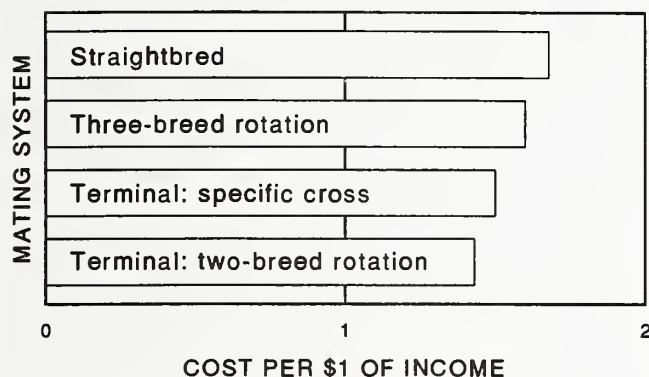 MATING SYSTEM
Straightbred
Three-breed rotation
Terminal: specific cross
Terminal: two-breed rotation
0 1 2
COST PER $1 OF INCOME